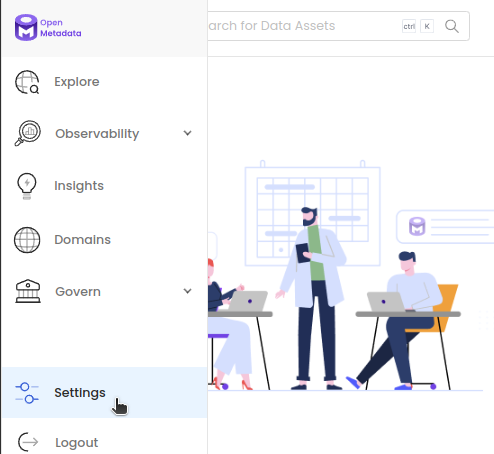 Open
Metadata
arch for Data Assets
ctrl K
Explore
Observability
Insights
Domains
Govern
Settings
Logout